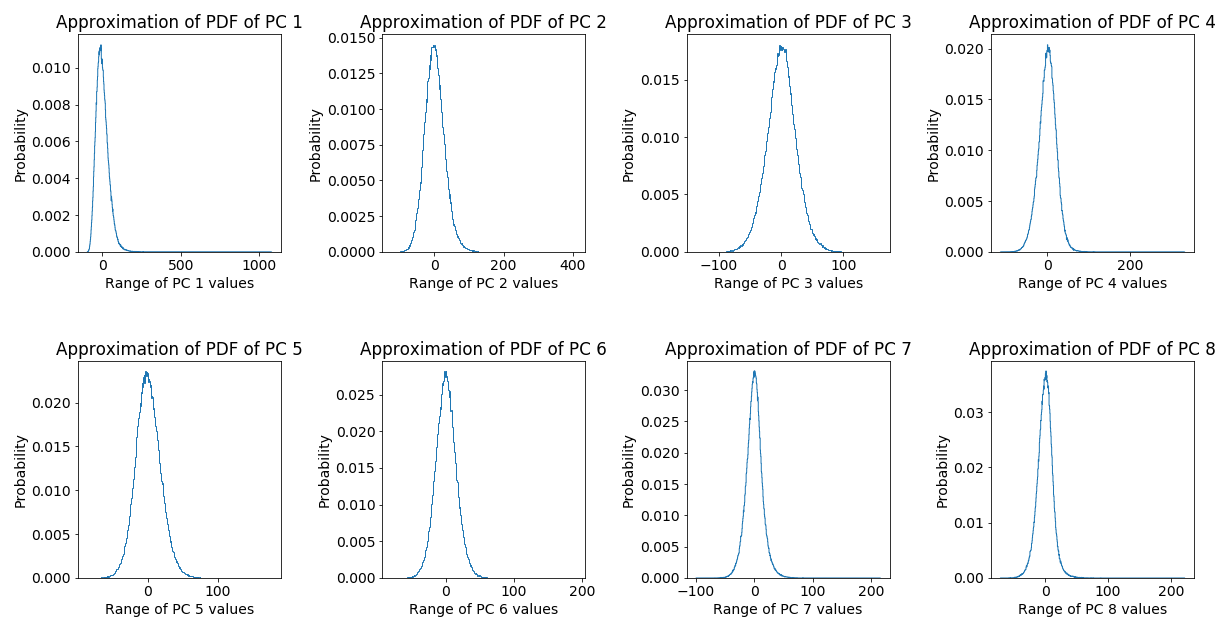 Approximation of PDF of PC 1
Probability
0.010
0.008
0.006
0.004
0.002
0.000
0 500 1000
Range of PC 1 values
Approximation of PDF of PC 2
Probability
0.0150
0.0125
0.0100
0.0075
0.0050
0.0025
0.0000
0 200 400
Range of PC 2 values
Approximation of PDF of PC 3
Probability
0.015
0.010
0.005
0.000
−100 0 100
Range of PC 3 values
Approximation of PDF of PC 4
Probability
0.020
0.015
0.010
0.005
0.000
0 200
Range of PC 4 values
Approximation of PDF of PC 5
Probability
0.020
0.015
0.010
0.005
0.000
0 100
Range of PC 5 values
Approximation of PDF of PC 6
Probability
0.025
0.020
0.015
0.010
0.005
0.000
0 100 200
Range of PC 6 values
Approximation of PDF of PC 7
Probability
0.030
0.025
0.020
0.015
0.010
0.005
0.000
−100 0 100 200
Range of PC 7 values
Approximation of PDF of PC 8
Probability
0.03
0.02
0.01
0.00
0 100 200
Range of PC 8 values